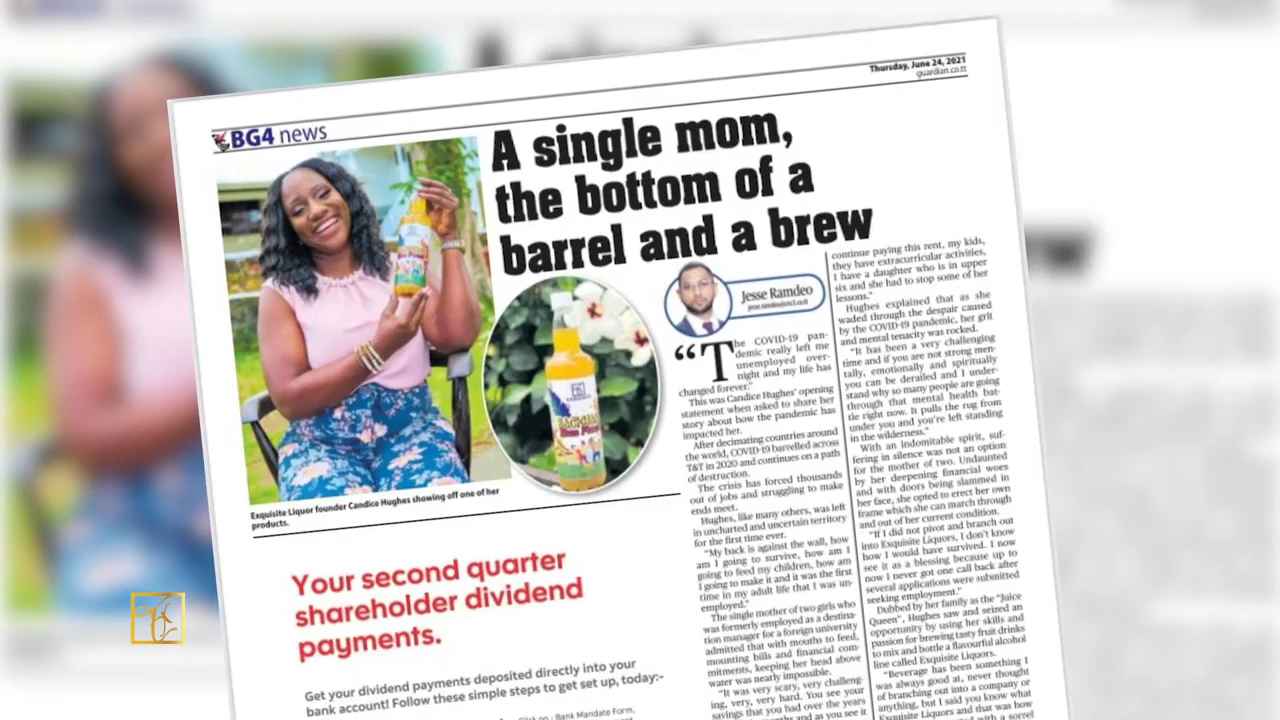 Thursday, June 24, 2021
guardian.co.tt
BG4 news
A single mom,
the bottom of a
barrel and a brew
Exquisite Liquor founder Candice Hughes showing off one of her
products.
Your second quarter
shareholder dividend
payments.
Get your dividend payments deposited directly into your
bank account! Follow these simple steps to get set up, today:-
Bank Mandate Form,
Jesse Ramdeo
“The COVID-19 pan-
demic really left me
unemployed over-
night and my life has
changed forever."
This was Candice Hughes' opening
statement when asked to share her
story about how the pandemic has
impacted her.
After decimating countries around
the world, COVID-19 barrelled across
T&T in 2020 and continues on a path
of destruction.
The crisis has forced thousands
out of jobs and struggling to make
ends meet.
Hughes, like many others, was left
in uncharted and uncertain territory
for the first time ever.
"My back is against the wall, how
am I going to survive, how am I
going to feed my children, how am
I going to make it and it was the first
time in my adult life that I was un-
employed."
The single mother of two girls who
was formerly employed as a destina-
tion manager for a foreign university
admitted that with mouths to feed,
mounting bills and financial com-
mitments, keeping her head above
water was nearly impossible.
"It was very scary, very challeng-
ing, very, very hard. You see your
savings that you had over the years
and as you see it
continue paying this rent, my kids,
they have extracurricular activities,
I have a daughter who is in upper
six and she had to stop some of her
lessons."
Hughes explained that as she
waded through the despair caused
by the COVID-19 pandemic, her grit
and mental tenacity was rocked.
"It has been a very challenging
time and if you are not strong men-
tally, emotionally and spiritually
you can be derailed and I under-
stand why so many people are going
through that mental health bat-
tle right now. It pulls the rug from
under you and you're left standing
in the wilderness."
With an indomitable spirit, suf-
fering in silence was not an option
for the mother of two. Undaunted
by her deepening financial woes
and with doors being slammed in
her face, she opted to erect her own
frame which she can march through
and out of her current condition.
"If I did not pivot and branch out
into Exquisite Liquors, I don't know
how I would have survived. I now
see it as a blessing because up to
now I never got one call back after
several applications were submitted
seeking employment."
Dubbed by her family as the "Juice
Queen", Hughes saw and seized an
opportunity by using her skills and
passion for brewing tasty fruit drinks
to mix and bottle a flavourful alcohol
line called Exquisite Liquors.
"Beverage has been something I
was always good at, never thought
of branching out into a company or
anything, but I said you know what
Exquisite Liquors and that was how
with a sorrel